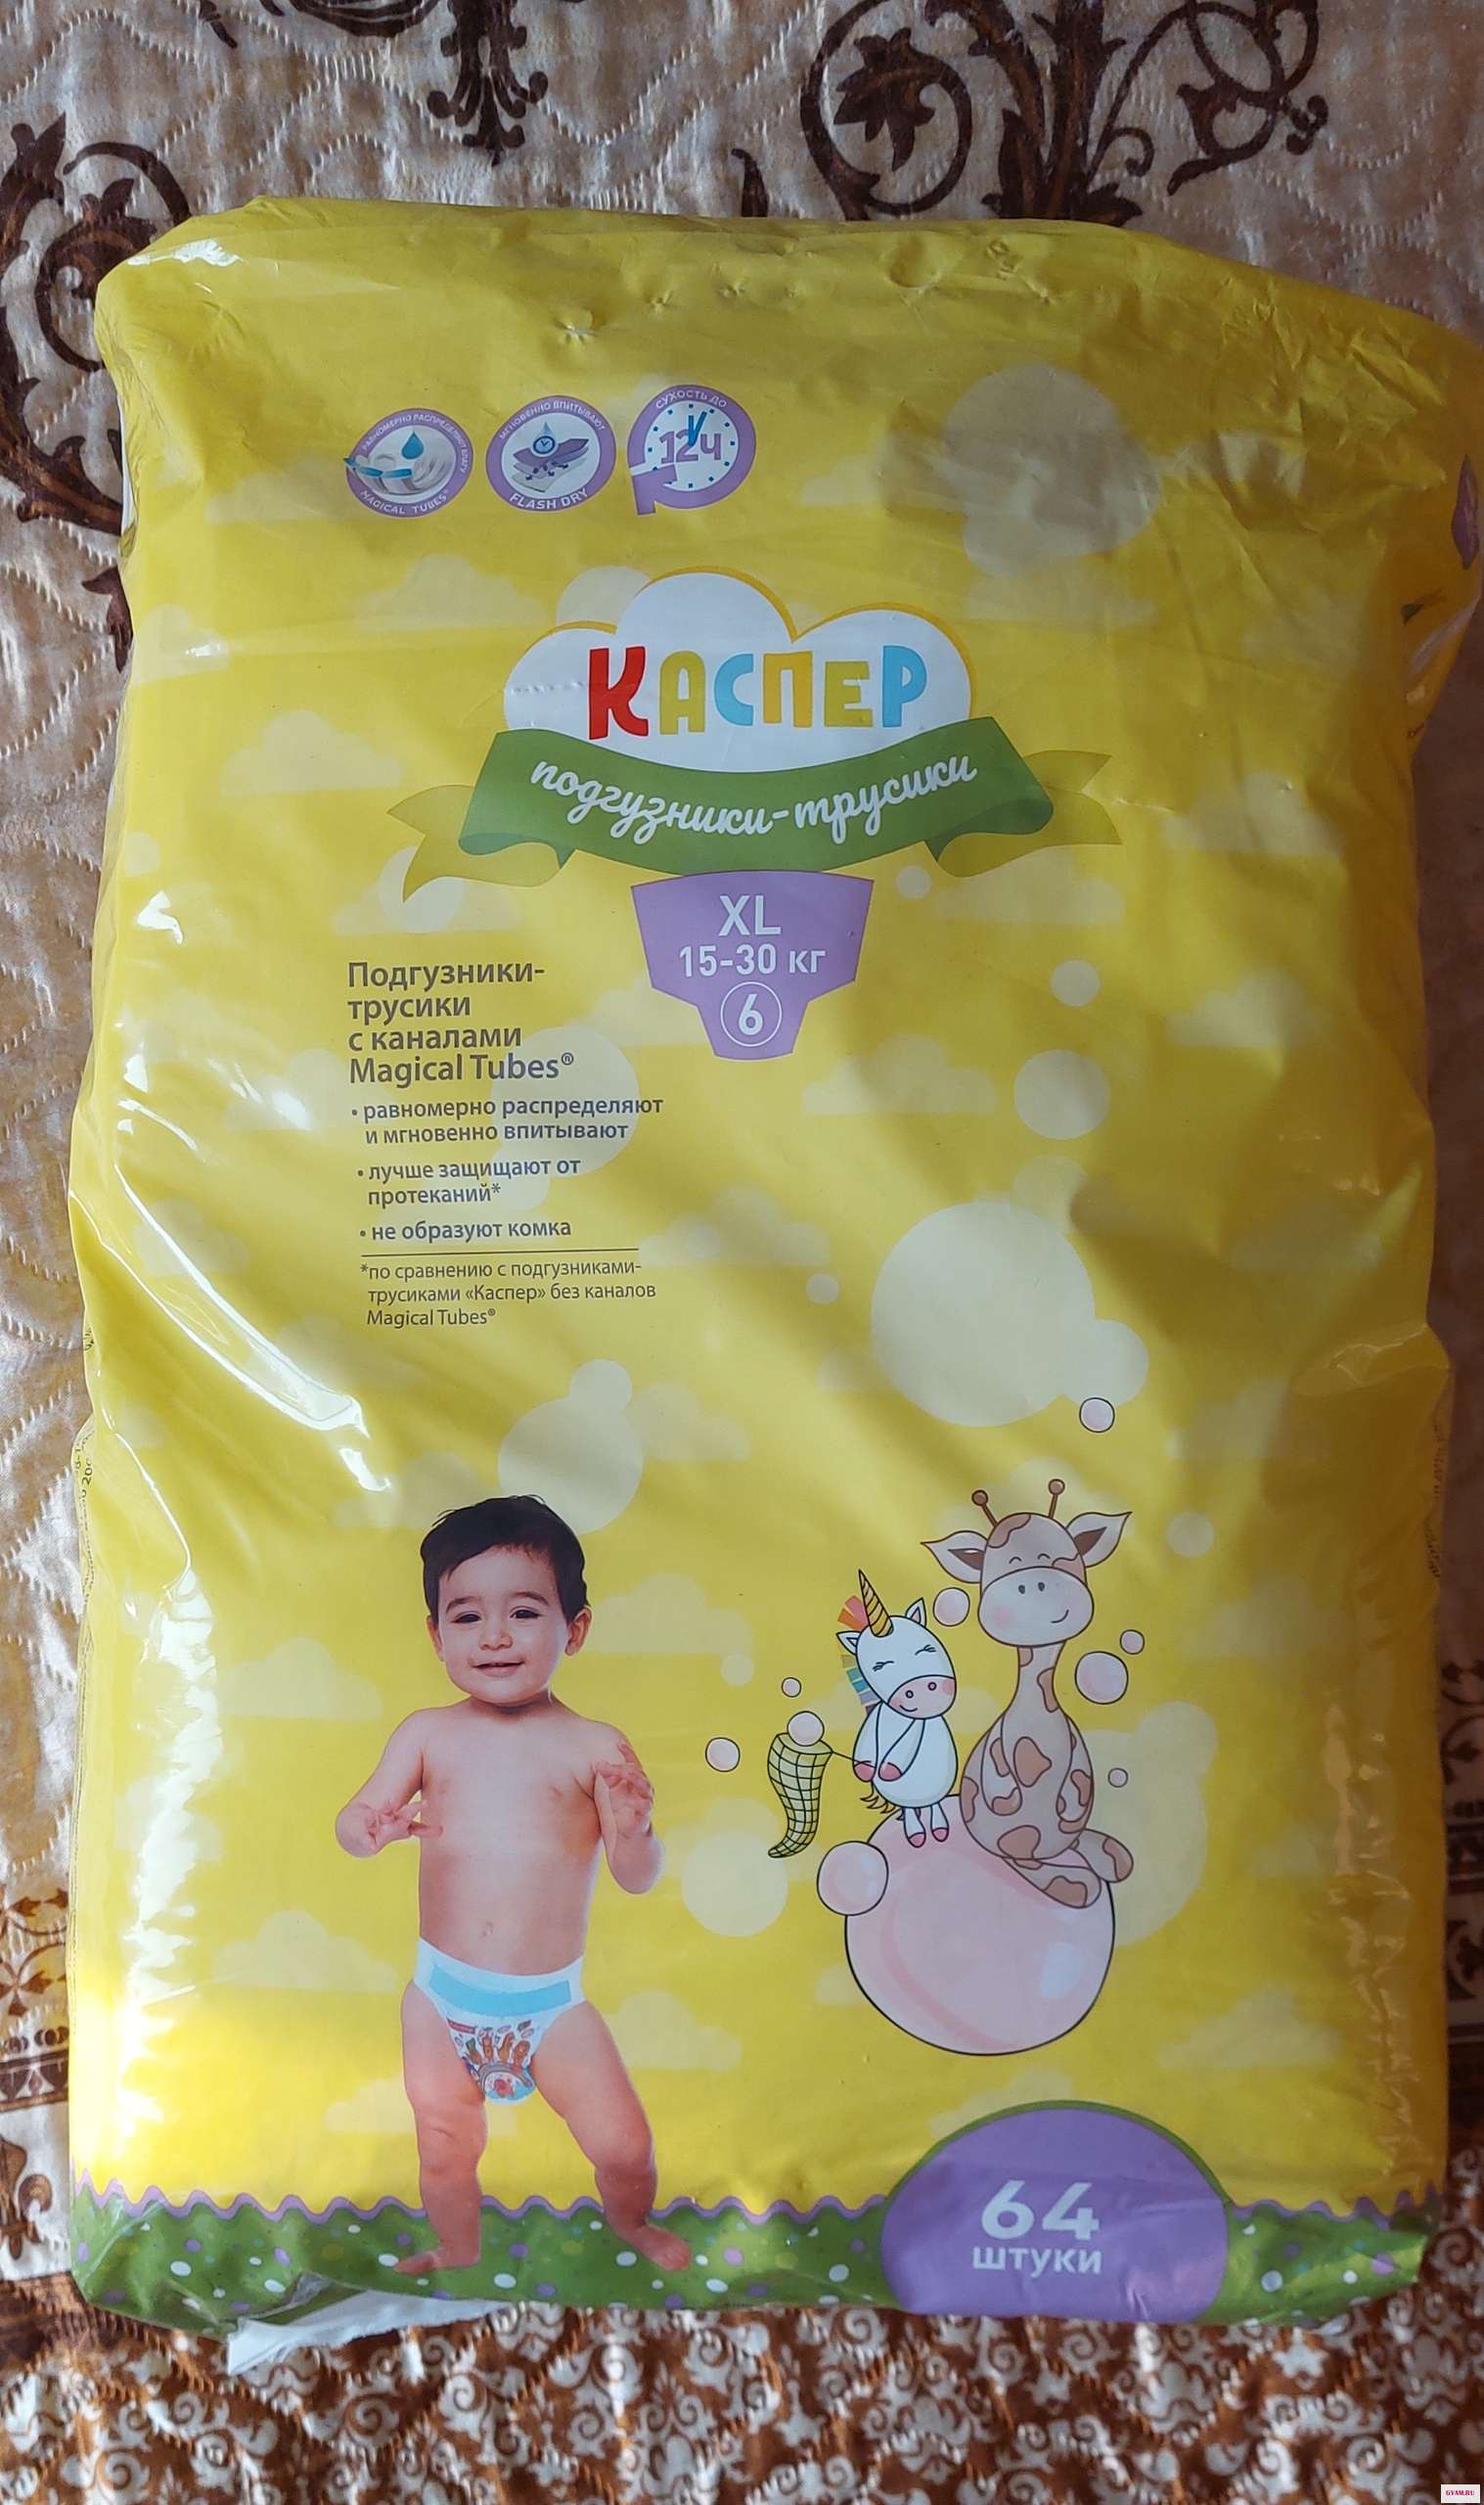 РАВНОМЕРНО РАСПРЕДЕЛЯЮТ ВЛАГУ
MAGICAL TUBES®
МГНОВЕННО ВПИТЫВАЮТ
FLASH DRY
СУХОСТЬ ДО
12Ч
КАСПЕР
подгузники-трусики
XL
15-30 кг
6
Подгузники-
трусики
с каналами
Magical Tubes®
• равномерно распределяют
и мгновенно впитывают
• лучше защищают от
протеканий*
• не образуют комка
*по сравнению с подгузниками-
трусиками «Каспер» без каналов
Magical Tubes®
64
штуки
GYAM.RU